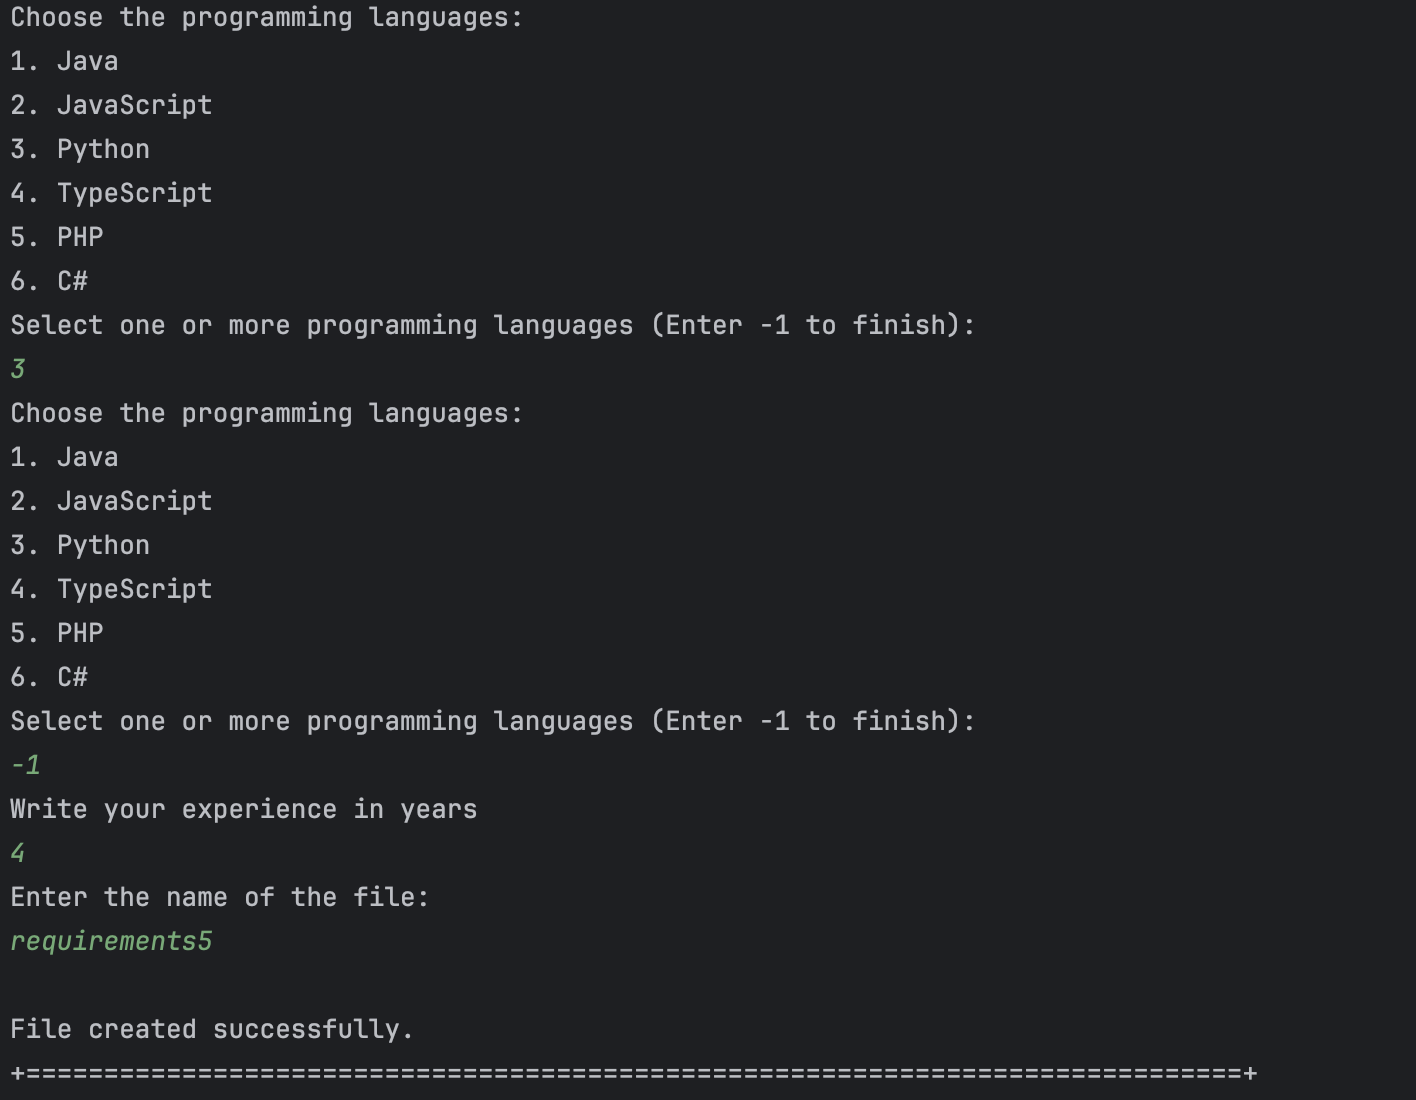 Choose the programming languages:
1. Java
2. JavaScript
3. Python
4. TypeScript
5. PHP
6. C#
Select one or more programming languages (Enter -1 to finish):
3
Choose the programming languages:
1. Java
2. JavaScript
3. Python
4. TypeScript
5. PHP
6. C#
Select one or more programming languages (Enter -1 to finish):
-1
Write your experience in years
4
Enter the name of the file:
requirements5

File created successfully.
+==============================================================================+